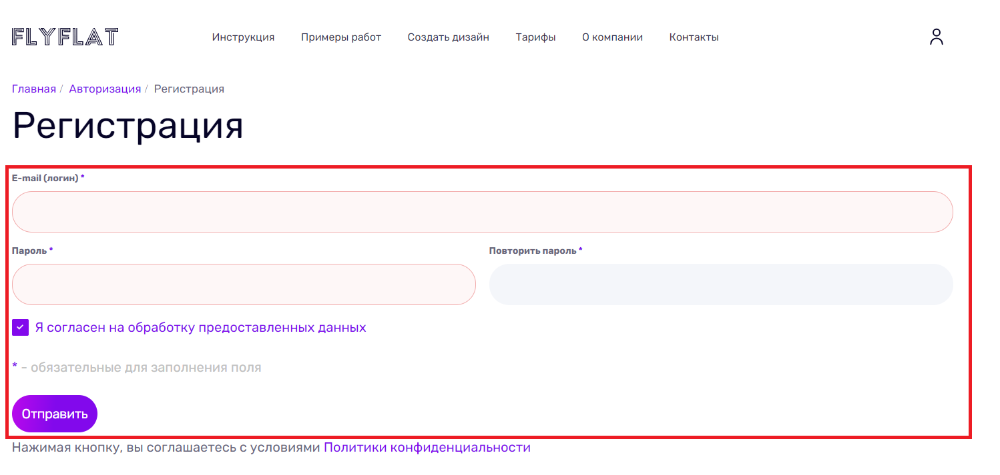 FLYFLAT Инструкция Примеры работ Создать дизайн Тарифы О компании Контакты
Главная / Авторизация / Регистрация
Регистрация
E-mail (логин) *
Пароль * Повторить пароль *
Я согласен на обработку предоставленных данных
* - обязательные для заполнения поля
Отправить
Нажимая кнопку, вы соглашаетесь с условиями Политики конфиденциальности